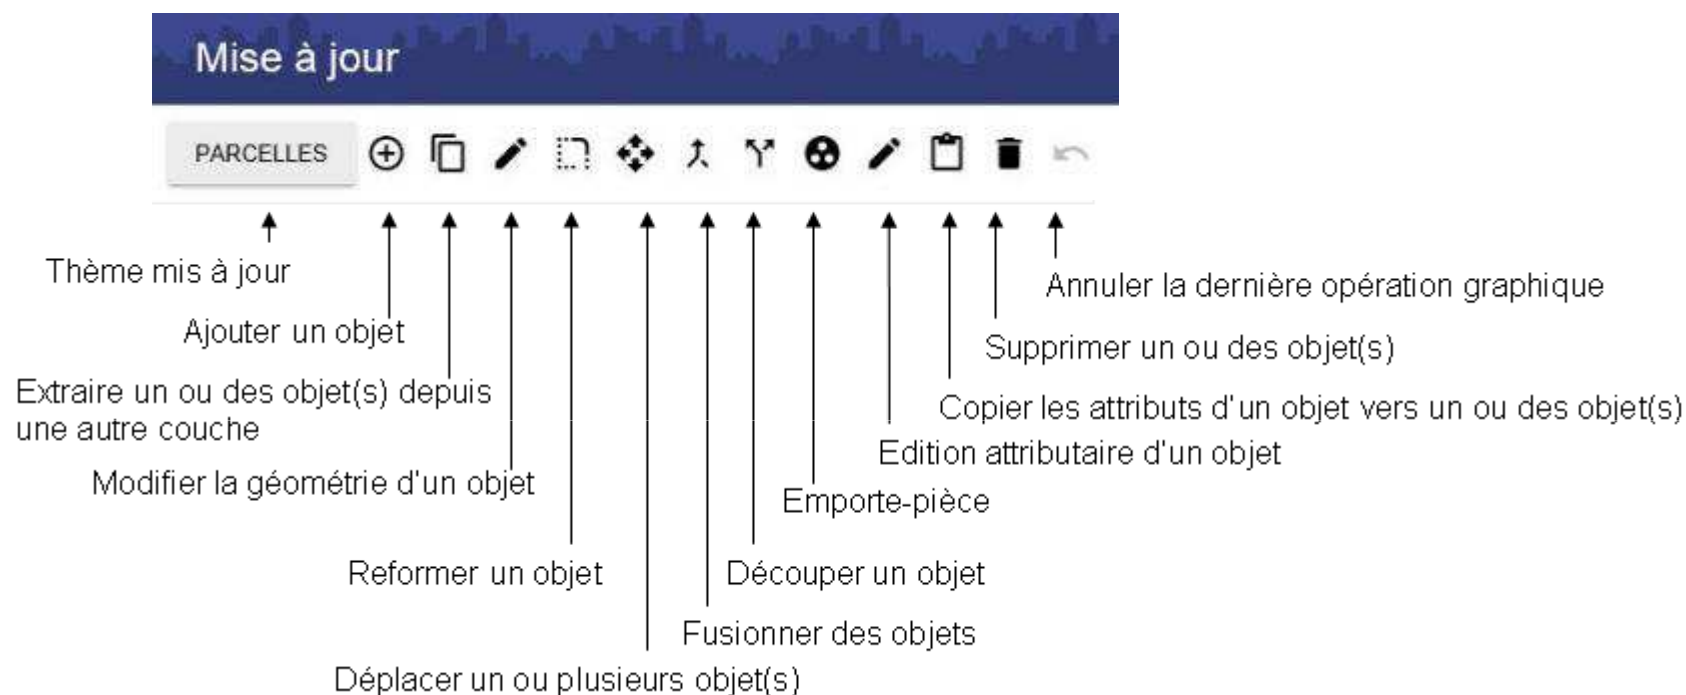 Mise à jour
PARCELLES
Thème mis à jour
Annuler la dernière opération graphique
Ajouter un objet
Supprimer un ou des objet(s)
Extraire un ou des objet(s) depuis
une autre couche
Copier les attributs d'un objet vers un ou des objet(s)
Edition attributaire d'un objet
Modifier la géométrie d'un objet
Emporte-pièce
Reformer un objet
Découper un objet
Fusionner des objets
Déplacer un ou plusieurs objet(s)